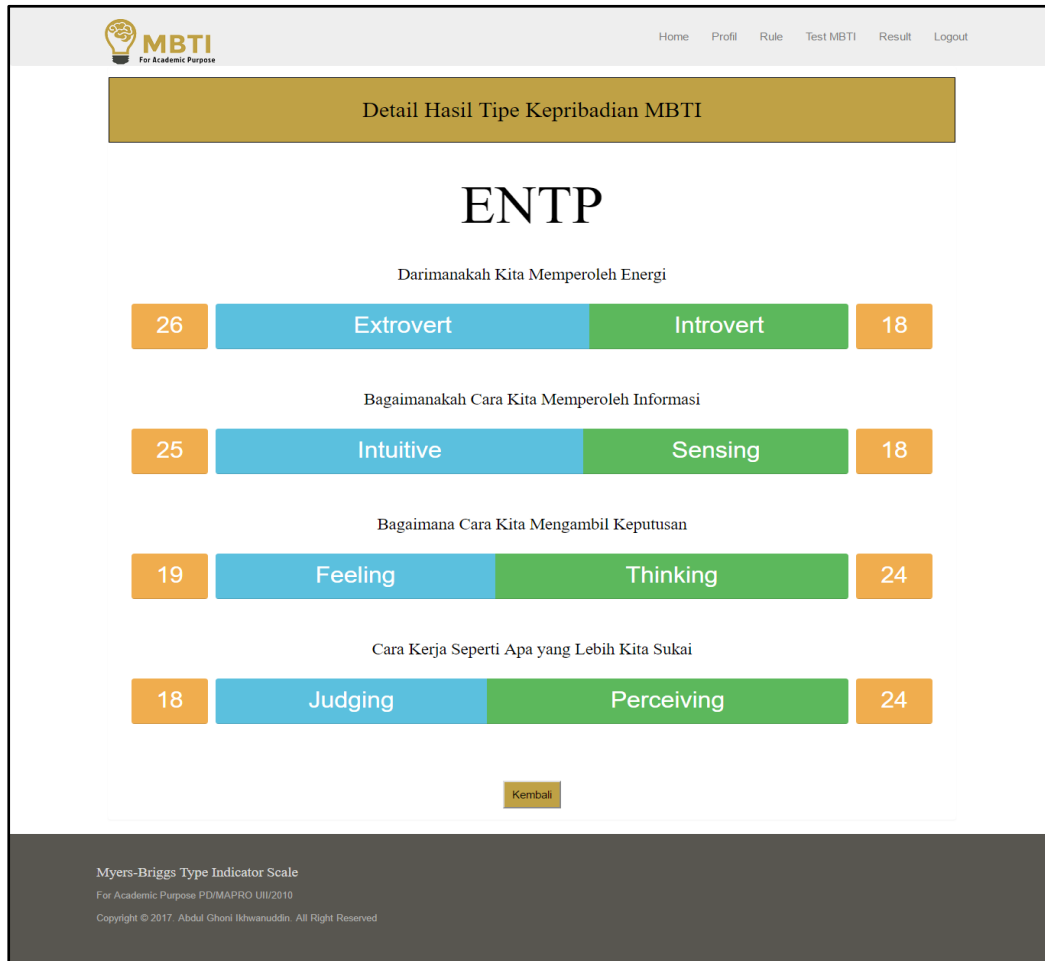 MBTI
For Academic Purpose
Home Profil Rule Test MBTI Result Logout
Detail Hasil Tipe Kepribadian MBTI
ENTP
Darimanakah Kita Memperoleh Energi
26 Extrovert Introvert 18
Bagaimanakah Cara Kita Memperoleh Informasi
25 Intuitive Sensing 18
Bagaimana Cara Kita Mengambil Keputusan
19 Feeling Thinking 24
Cara Kerja Seperti Apa yang Lebih Kita Sukai
18 Judging Perceiving 24
Kembali
Myers-Briggs Type Indicator Scale
For Academic Purpose PD/MAPRO UII/2010
Copyright © 2017. Abdul Ghoni Ikhwanuddin. All Right Reserved